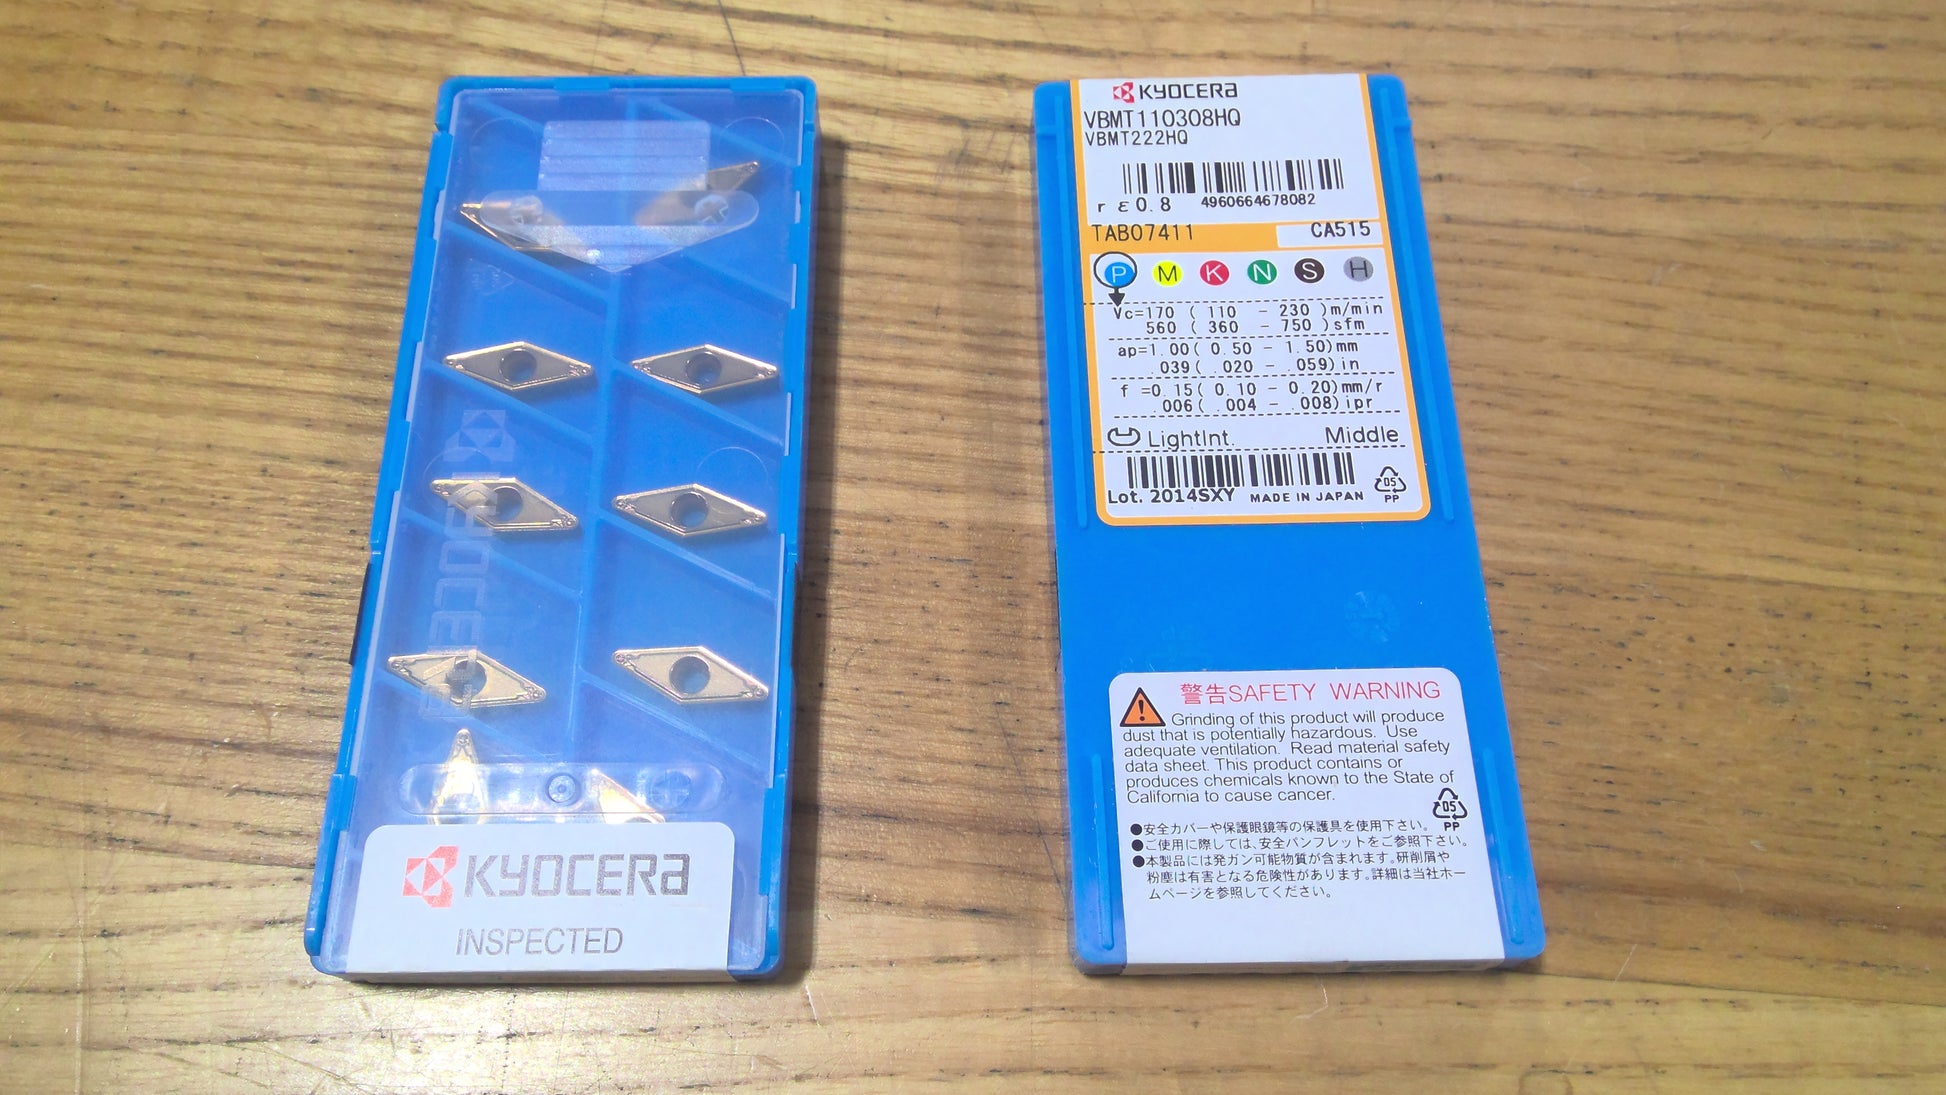 KYOCERA
KYOCERA
INSPECTED
KYOCERA
VBMT110308HQ
VBMT222HQ
rε0.8 4960664678082
TAB07411 CA515
P M K N S H
Vc=170 ( 110 - 230 )m/min
560 ( 360 - 750 )sfm
ap=1.00( 0.50 - 1.50)mm
.039( .020 - .059)in
f =0.15( 0.10 - 0.20)mm/r
.006( .004 - .008)ipr
LightInt. Middle
Lot. 2014SXY MADE IN JAPAN
05
PP
警告SAFETY WARNING
Grinding of this product will produce
dust that is potentially hazardous. Use
adequate ventilation. Read material safety
data sheet. This product contains or
produces chemicals known to the State of
California to cause cancer.
05
PP
●安全カバーや保護眼鏡等の保護具を使用下さい。
●ご使用に際しては、安全パンフレットをご参照下さい。
●本製品には発ガン可能物質が含まれます。研削屑や
粉塵は有害となる危険性があります。詳細は当社ホー
ムページを参照してください。